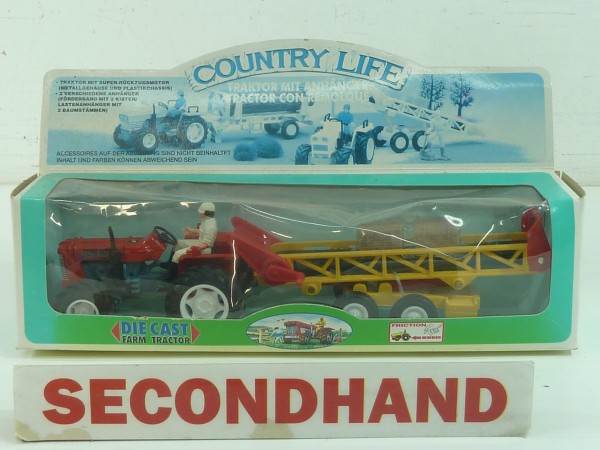 COUNTRY LIFE
TRAKTOR MIT ANHÄNGER
TRACTOR CON REMOLQUE
• TRAKTOR MIT SUPER-RÜCKZUGSMOTOR
(METALLGEHÄUSE UND PLASTIKCHASSIS)
• 2 VERSCHIEDENE ANHÄNGER
(FÖRDERBAND MIT 2 KISTEN)
LASTENANHÄNGER MIT
2 BAUMSTÄMMEN)
ALCESSOIRES AUF DER ABBILDUNG SIND NICHT BEINHALTET
INHALT UND FARBEN KÖNNEN ABWEICHEND SEIN
DIE CAST
FARM TRACTOR
FRICTION
SECONDHAND